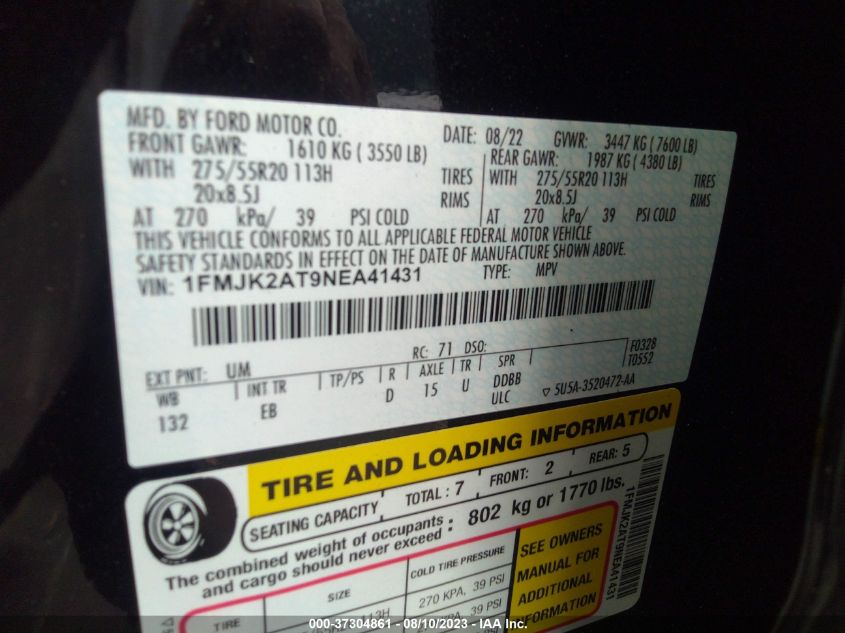 MFD. BY FORD MOTOR CO.
DATE: 08/22 GVWR: 3447 KG ( 7600 LB)
FRONT GAWR: 1610 KG ( 3550 LB)
REAR GAWR: 1987 KG ( 4380 LB)
WITH 275/55R20 113H TIRES
WITH 275/55R20 113H TIRES
20x8.5J RIMS
20x8.5J RIMS
AT 270 kPa/ 39 PSI COLD
AT 270 kPa/ 39 PSI COLD
THIS VEHICLE CONFORMS TO ALL APPLICABLE FEDERAL MOTOR VEHICLE
SAFETY STANDARDS IN EFFECT ON THE DATE OF MANUFACTURE SHOWN ABOVE.
VIN: 1FMJK2AT9NEA41431 TYPE: MPV
EXT PNT: UM RC: 71 DSO: F0328
T0552
WB INT TR TP/PS R AXLE TR SPR
132 EB D 15 U DDBB
ULC ▽ 5U5A-3520472-AA
TIRE AND LOADING INFORMATION
SEATING CAPACITY TOTAL : 7 FRONT: 2 REAR: 5
The combined weight of occupants
and cargo should never exceed : 802 kg or 1770 lbs.
TIRE SIZE COLD TIRE PRESSURE
113H 270 KPA, 39 PSI
39 PSI
SEE OWNERS
MANUAL FOR
ADDITIONAL
INFORMATION
1FMJK2AT9NEA41431
000-37304861 - 08/10/2023 - IAA Inc.